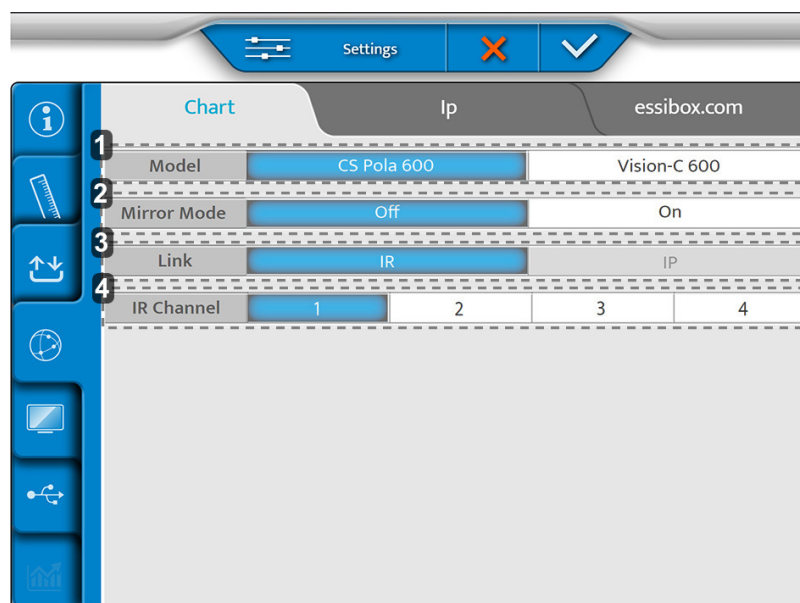 Settings
Chart Ip essibox.com
1
Model CS Pola 600 Vision-C 600
2
Mirror Mode Off On
3
Link IR IP
4
IR Channel 1 2 3 4